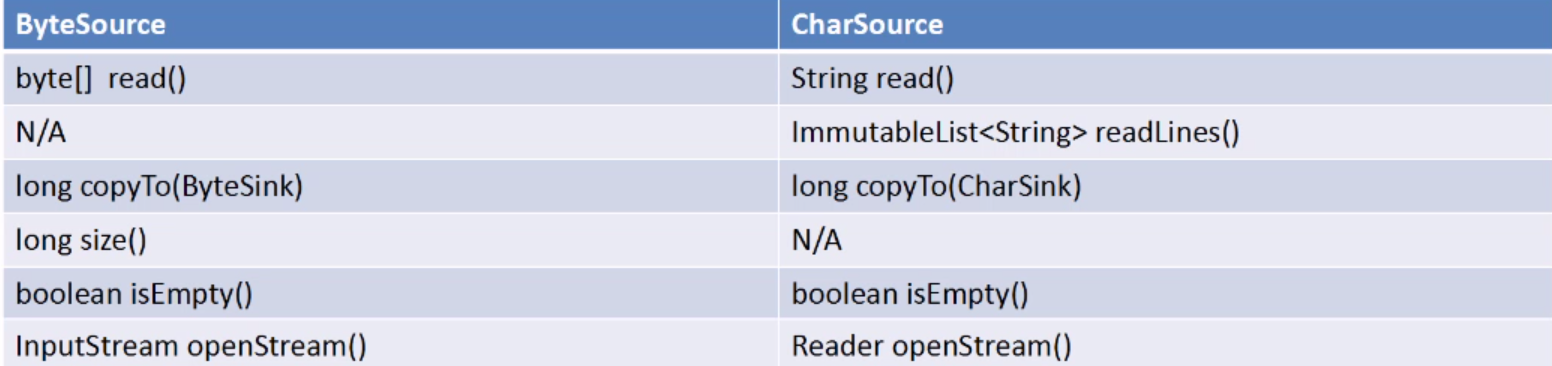 ByteSource CharSource
byte[] read() String read()
N/A ImmutableList<String> readLines()
long copyTo(ByteSink) long copyTo(CharSink)
long size() N/A
boolean isEmpty() boolean isEmpty()
InputStream openStream() Reader openStream()